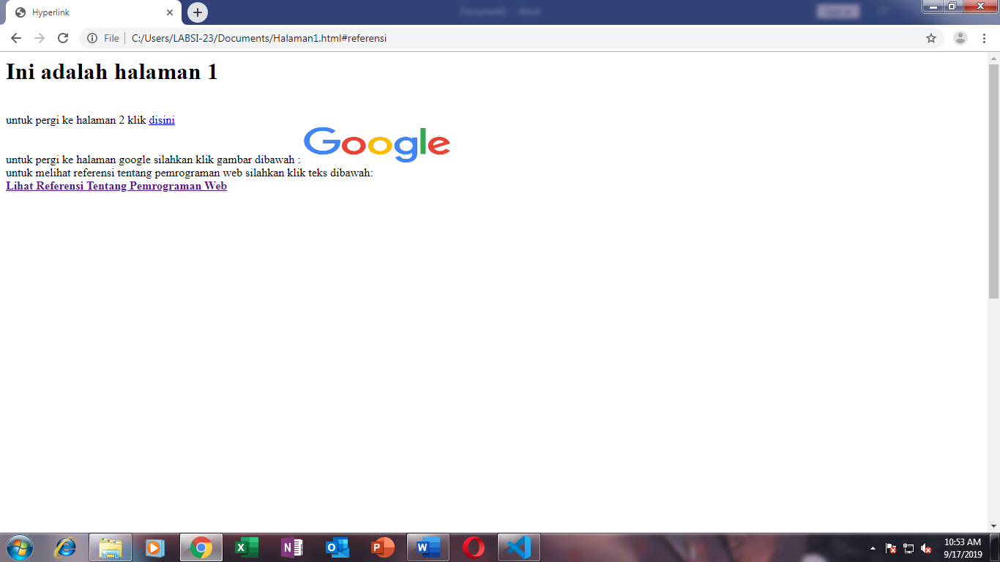 Hyperlink
File
C:/Users/LABSI-23/Documents/Halaman1.html#referensi
Ini adalah halaman 1
untuk pergi ke halaman 2 klik disini
untuk pergi ke halaman google silahkan klik gambar dibawah : Google
untuk melihat referensi tentang pemrograman web silahkan klik teks dibawah:
Lihat Referensi Tentang Pemrograman Web
10:53 AM
9/17/2019